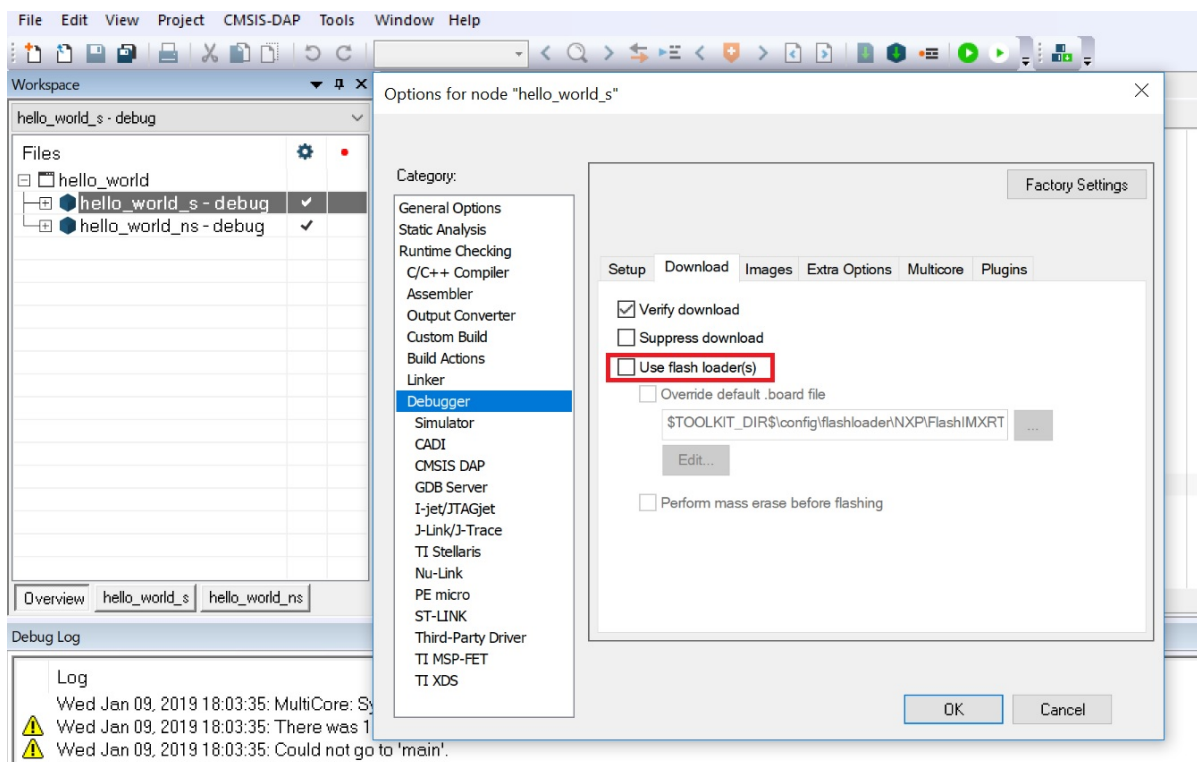 File Edit View Project CMSIS-DAP Tools Window Help
Workspace
hello_world_s - debug
Files
hello_world
hello_world_s - debug
hello_world_ns - debug
Overview hello_world_s hello_world_ns
Options for node "hello_world_s"
Category:
General Options
Static Analysis
Runtime Checking
C/C++ Compiler
Assembler
Output Converter
Custom Build
Build Actions
Linker
Debugger
Simulator
CADI
CMSIS DAP
GDB Server
I-jet/JTAGjet
J-Link/J-Trace
TI Stellaris
Nu-Link
PE micro
ST-LINK
Third-Party Driver
TI MSP-FET
TI XDS
Factory Settings
Setup Download Images Extra Options Multicore Plugins
Verify download
Suppress download
Use flash loader(s)
Override default .board file
$TOOLKIT_DIR$\config\flashloader\NXP\FlashIMXRT ...
Edit...
Perform mass erase before flashing
OK Cancel
Debug Log
Log
Wed Jan 09, 2019 18:03:35: MultiCore: Sy
Wed Jan 09, 2019 18:03:35: There was 1
Wed Jan 09, 2019 18:03:35: Could not go to 'main'.